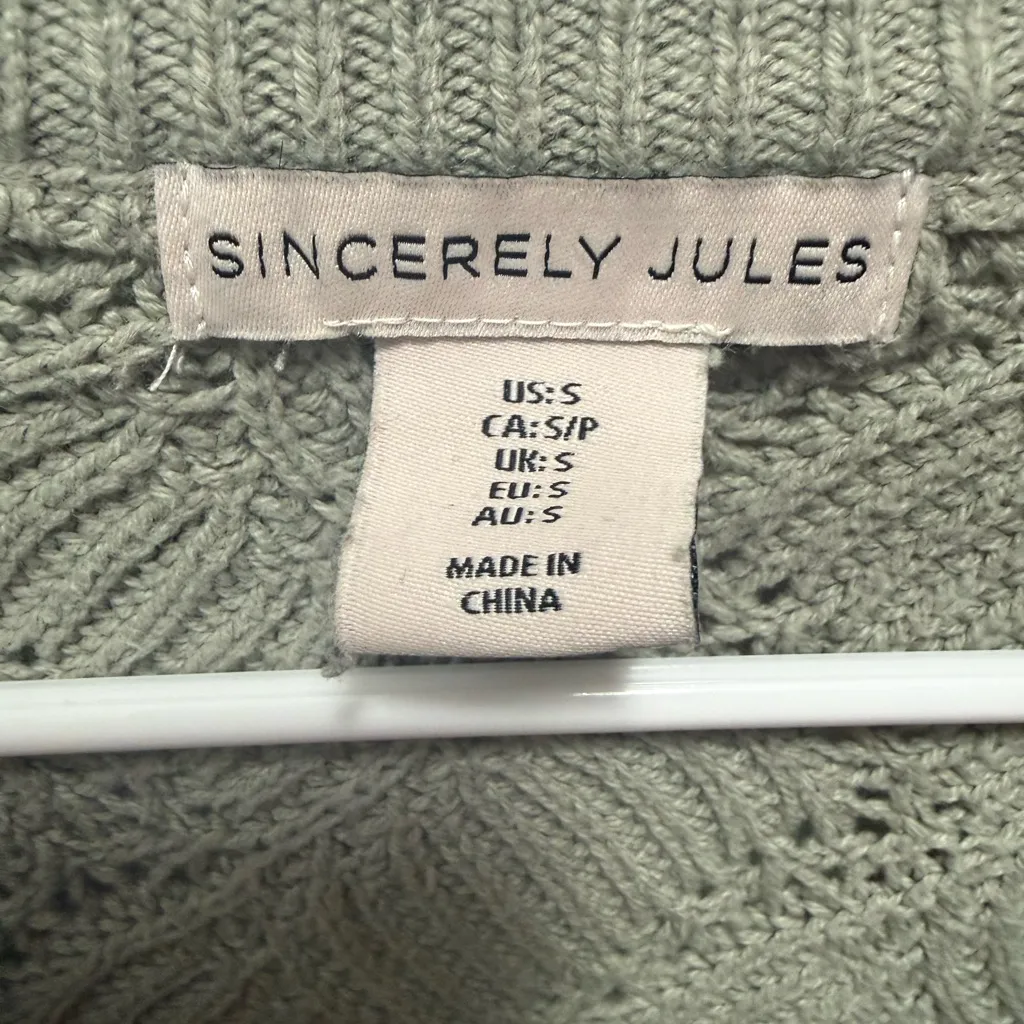 SINCERELY JULES
US: S
CA: S/P
UK: S
EU: S
AU: S
MADE IN
CHINA